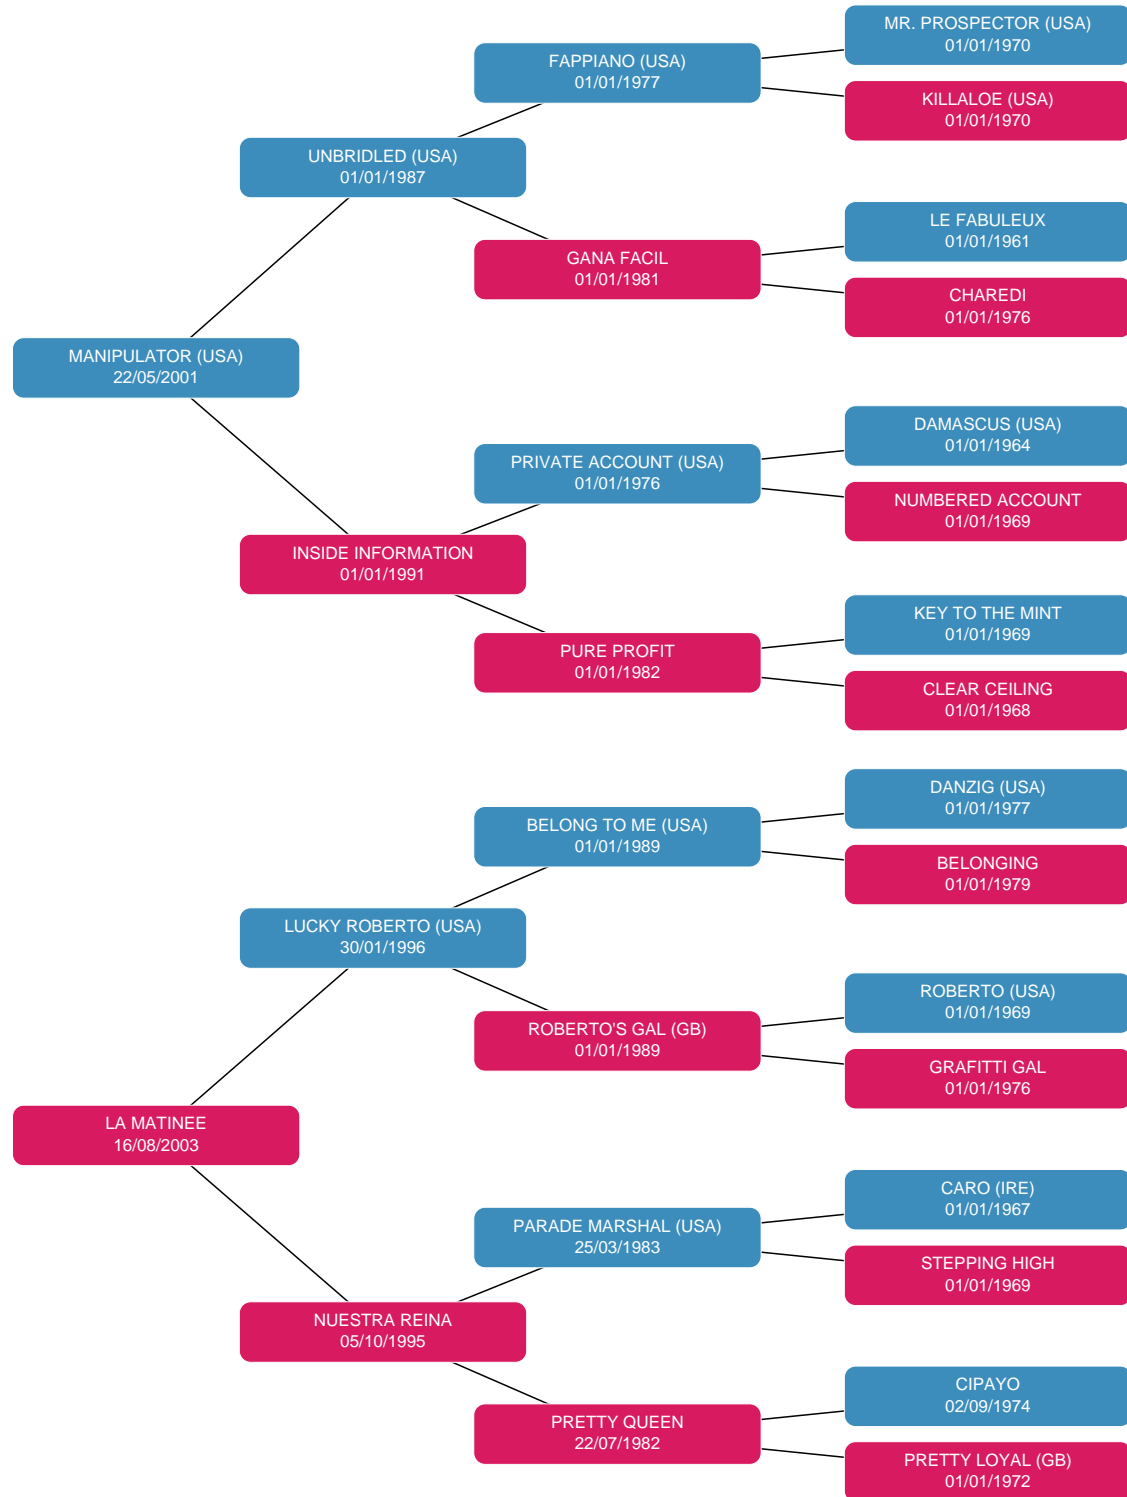 MR. PROSPECTOR (USA)
01/01/1970
FAPPIANO (USA)
01/01/1977
KILLALOE (USA)
01/01/1970
UNBRIDLED (USA)
01/01/1987
LE FABULEUX
01/01/1961
GANA FACIL
01/01/1981
CHAREDI
01/01/1976
MANIPULATOR (USA)
22/05/2001
DAMASCUS (USA)
01/01/1964
PRIVATE ACCOUNT (USA)
01/01/1976
NUMBERED ACCOUNT
01/01/1969
INSIDE INFORMATION
01/01/1991
KEY TO THE MINT
01/01/1969
PURE PROFIT
01/01/1982
CLEAR CEILING
01/01/1968
DANZIG (USA)
01/01/1977
BELONG TO ME (USA)
01/01/1989
BELONGING
01/01/1979
LUCKY ROBERTO (USA)
30/01/1996
ROBERTO (USA)
01/01/1969
ROBERTO'S GAL (GB)
01/01/1989
GRAFITTI GAL
01/01/1976
LA MATINEE
16/08/2003
CARO (IRE)
01/01/1967
PARADE MARSHAL (USA)
25/03/1983
STEPPING HIGH
01/01/1969
NUESTRA REINA
05/10/1995
CIPAYO
02/09/1974
PRETTY QUEEN
22/07/1982
PRETTY LOYAL (GB)
01/01/1972